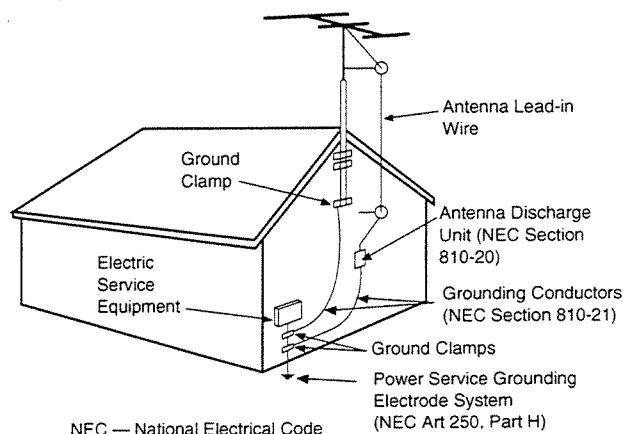 Antenna Lead-in
Wire
Ground
Clamp
Antenna Discharge
Unit (NEC Section
810-20)
Electric
Service
Equipment
Grounding Conductors
(NEC Section 810-21)
Ground Clamps
Power Service Grounding
Electrode System
(NEC Art 250, Part H)
NEC — National Electrical Code